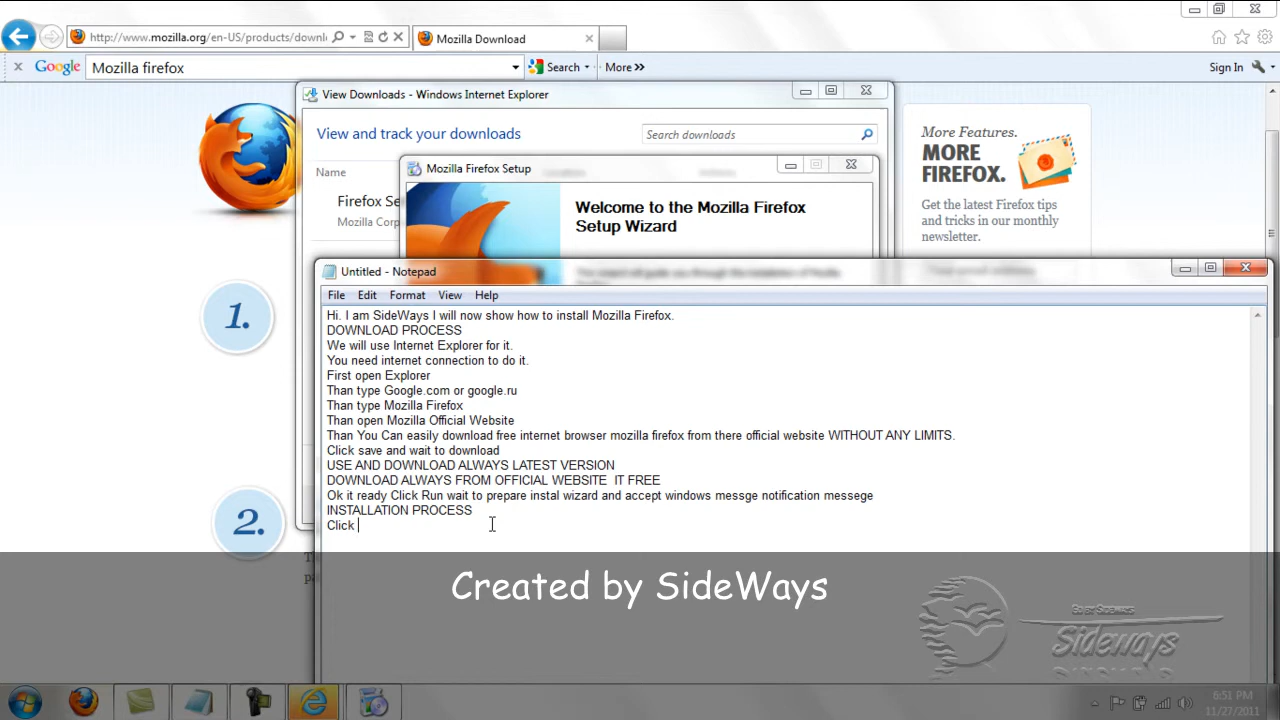 http://www.mozilla.org/en-US/products/downl
Mozilla Download
Google
Mozilla firefox
Search
More »
Sign In
View Downloads - Windows Internet Explorer
View and track your downloads
Search downloads
Name
Firefox Se
Mozilla Corp
Mozilla Firefox Setup
Welcome to the Mozilla Firefox
Setup Wizard
More Features.
MORE
FIREFOX.
Get the latest Firefox tips
and tricks in our monthly
newsletter.
1.
2.
Untitled - Notepad
File Edit Format View Help
Hi. I am SideWays I will now show how to install Mozilla Firefox.
DOWNLOAD PROCESS
We will use Internet Explorer for it.
You need internet connection to do it.
First open Explorer
Than type Google.com or google.ru
Than type Mozilla Firefox
Than open Mozilla Official Website
Than You Can easily download free internet browser mozilla firefox from there official website WITHOUT ANY LIMITS.
Click save and wait to download
USE AND DOWNLOAD ALWAYS LATEST VERSION
DOWNLOAD ALWAYS FROM OFFICIAL WEBSITE  IT FREE
Ok it ready Click Run wait to prepare instal wizard and accept windows messge notification messege
INSTALLATION PROCESS
Click
Created by SideWays
Go by Sideways
Sideways
6:51 PM
11/27/2011